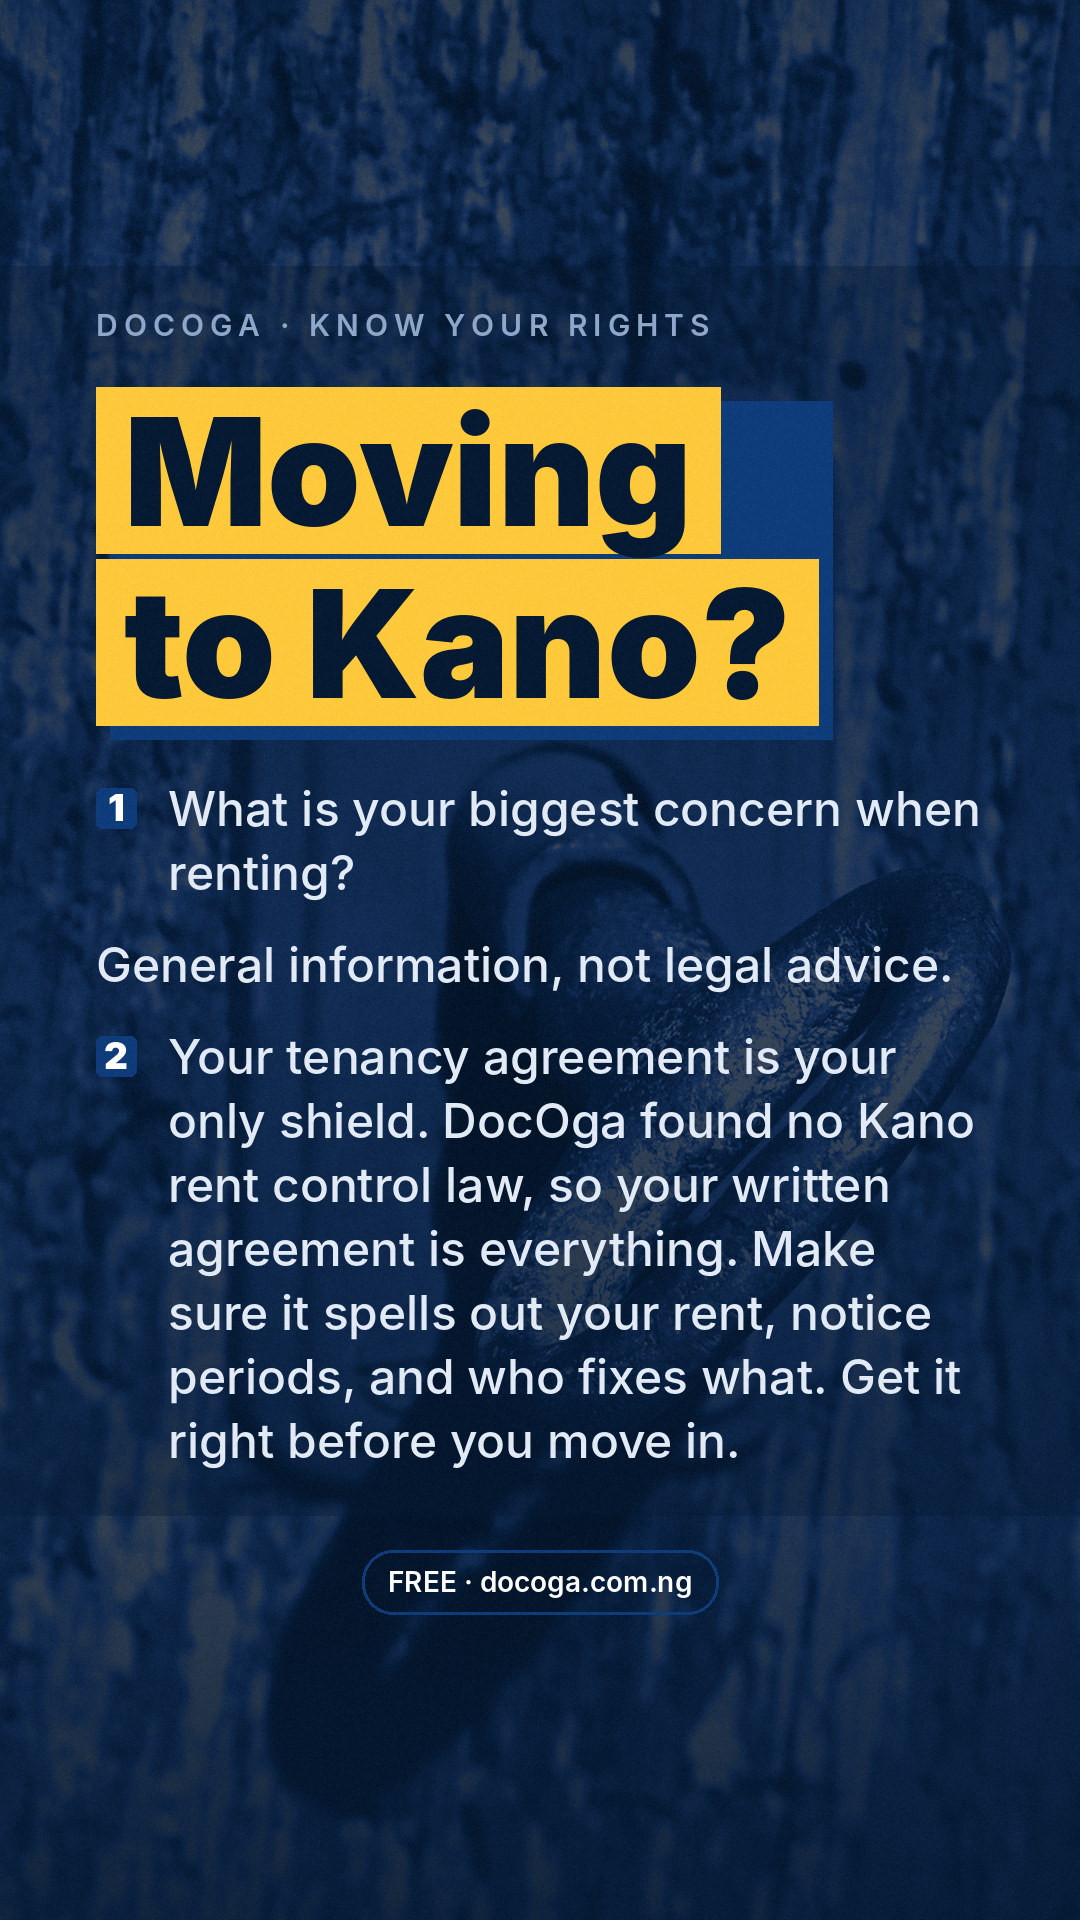 DOCOGA · KNOW YOUR RIGHTS
Moving
to Kano?
1 What is your biggest concern when
renting?
General information, not legal advice.
2 Your tenancy agreement is your
only shield. DocOga found no Kano
rent control law, so your written
agreement is everything. Make
sure it spells out your rent, notice
periods, and who fixes what. Get it
right before you move in.
FREE · docoga.com.ng